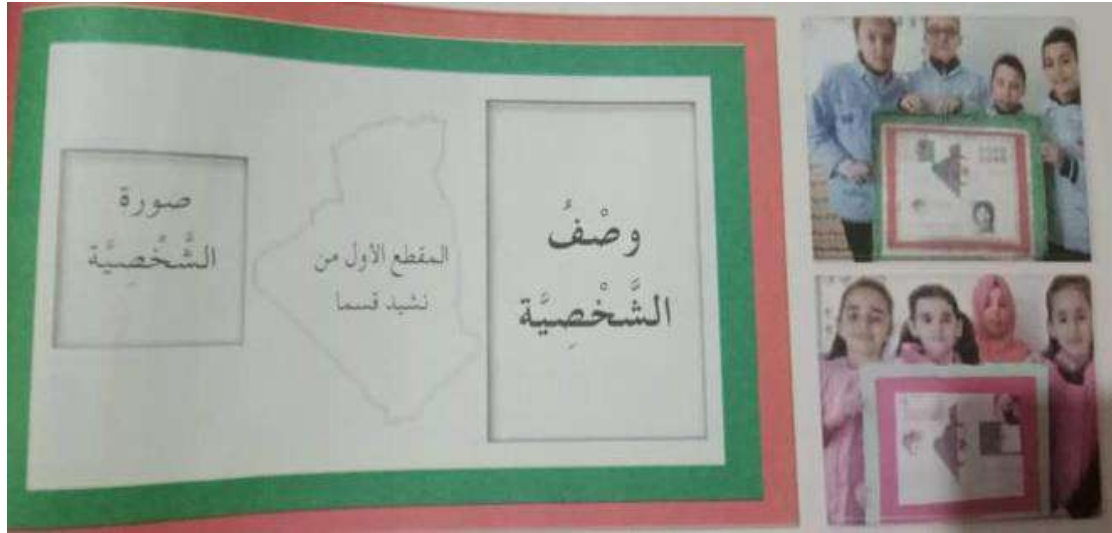 وصْفُ
الشَّخْصِيَّة
المقطع الأول من
نشيد قسما
صورة
الشَّخْصِيَّة